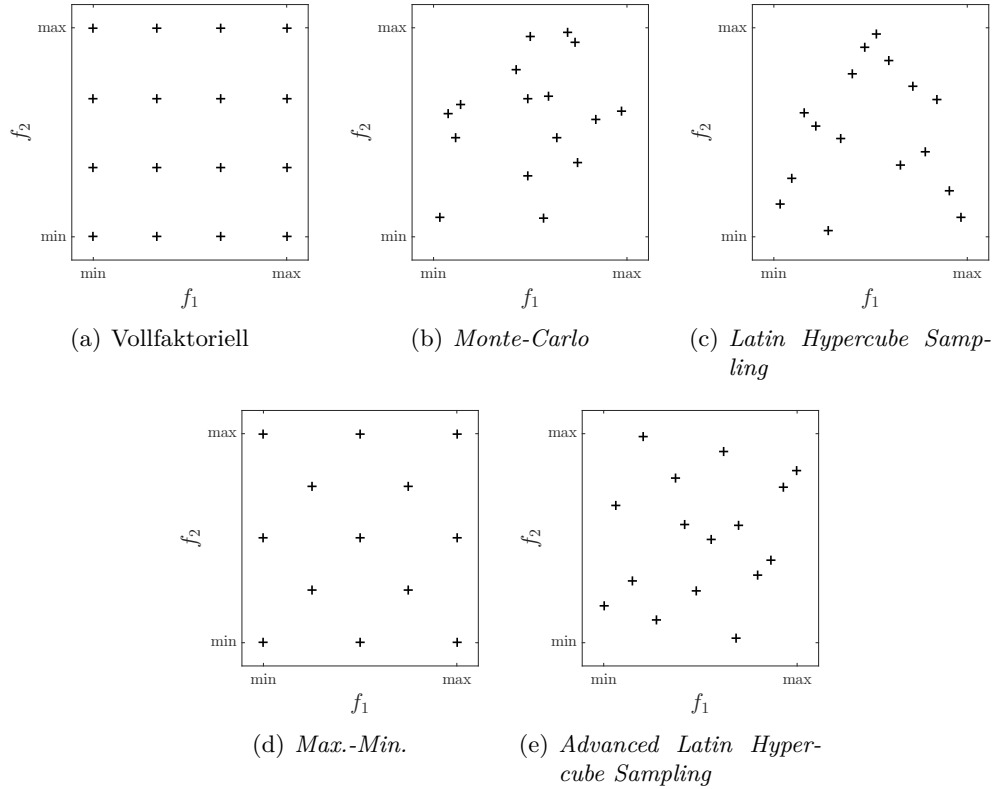 max
f2
min
min
max
f1
(a) Vollfaktoriell
max
f2
min
min
max
f1
(b) Monte-Carlo
max
f2
min
min
max
f1
(c) Latin Hypercube Samp-
ling
max
f2
min
min
max
f1
(d) Max.-Min.
max
f2
min
min
max
f1
(e) Advanced Latin Hyper-
cube Sampling